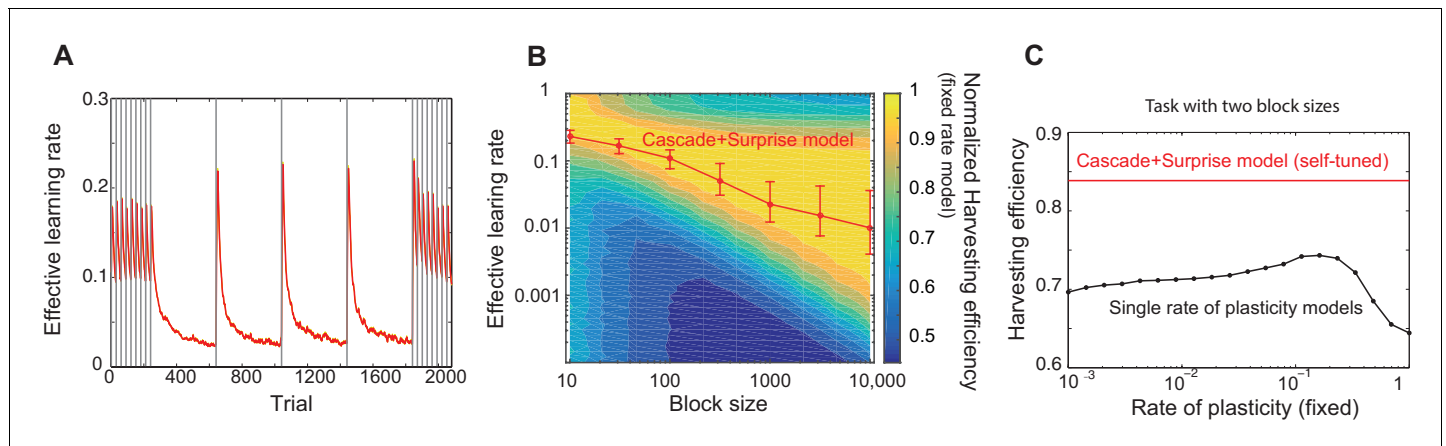 A
Effective learning rate
0.3
0.2
0.1
0
0
400
800
1200
1600
2000
Trial
B
Effective learing rate
1
0.1
0.01
0.001
10
100
1000
10,000
Block size
Cascade+Surprise model
1
0.9
0.8
0.7
0.6
0.5
Normalized Harvesting efficiency
(fixed rate model)
C
Task with two block sizes
Harvesting efficiency
0.9
0.8
0.7
0.6
Cascade+Surprise model (self-tuned)
Single rate of plasticity models
10⁻³
10⁻²
10⁻¹
1
Rate of plasticity (fixed)